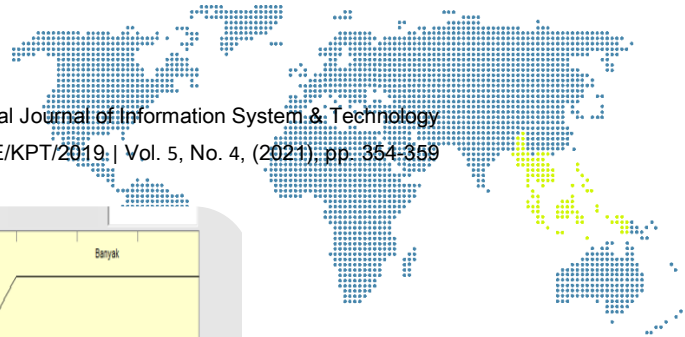 al Journal of Information System & Technology
E/KPT/2019 | Vol. 5, No. 4, (2021), pp. 354-359
Banyak